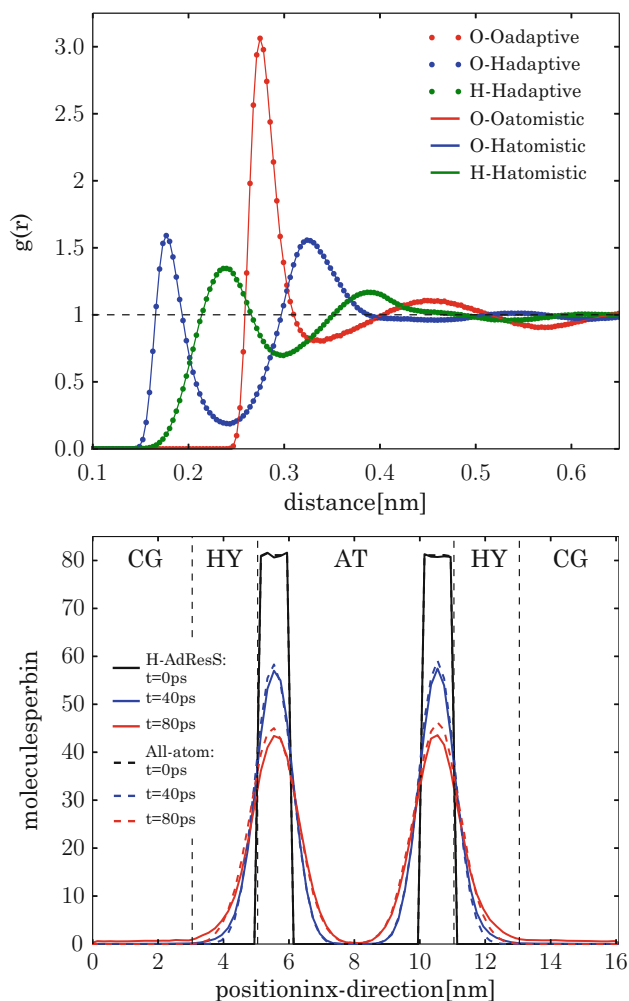 3.0
2.5
2.0
1.5
1
0.5
0.0
g(r)
O-Oadaptive
O-Hadaptive
H-Hadaptive
O-Oatomistic
O-Hatomistic
H-Hatomistic
0.1 0.2 0.3 0.4 0.5 0.6
distance[nm]
80
70
60
50
40
30
20
10
0
moleculesperbin
CG HY AT HY CG
H-AdResS:
t=0ps
t=40ps
t=80ps
All-atom:
t=0ps
t=40ps
t=80ps
0 2 4 6 8 10 12 14 16
positioninx-direction[nm]